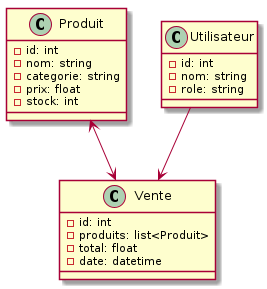 C Produit
id: int
nom: string
categorie: string
prix: float
stock: int
C Utilisateur
id: int
nom: string
role: string
C Vente
id: int
produits: list<Produit>
total: float
date: datetime